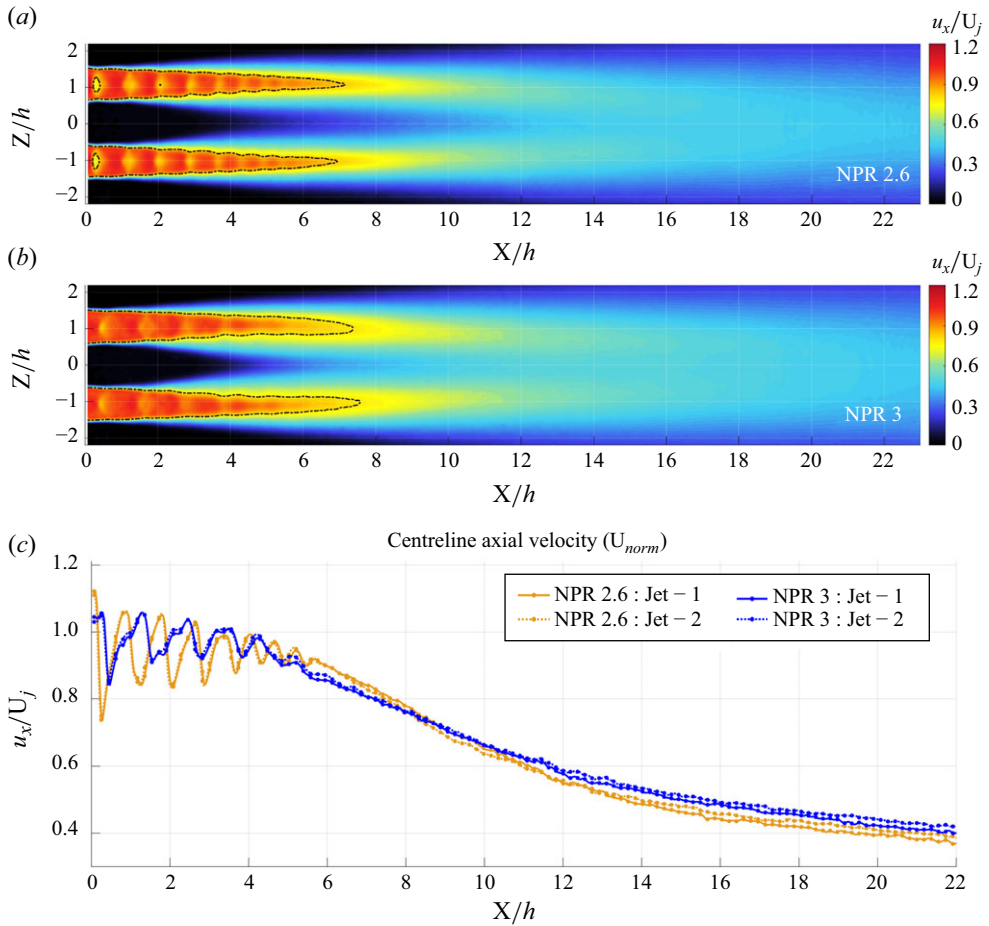 (a)
u_x/U_j
2
1
0
−1
−2
Z/h
1.2
0.9
0.6
0.3
0
NPR 2.6
0 2 4 6 8 10 12 14 16 18 20 22
X/h
(b)
u_x/U_j
2
1
0
−1
−2
Z/h
1.2
0.9
0.6
0.3
0
NPR 3
0 2 4 6 8 10 12 14 16 18 20 22
X/h
(c)
Centreline axial velocity (U_norm)
1.2
1.0
0.8
0.6
0.4
u_x/U_j
NPR 2.6 : Jet − 1 NPR 3 : Jet − 1
NPR 2.6 : Jet − 2 NPR 3 : Jet − 2
0 2 4 6 8 10 12 14 16 18 20 22
X/h